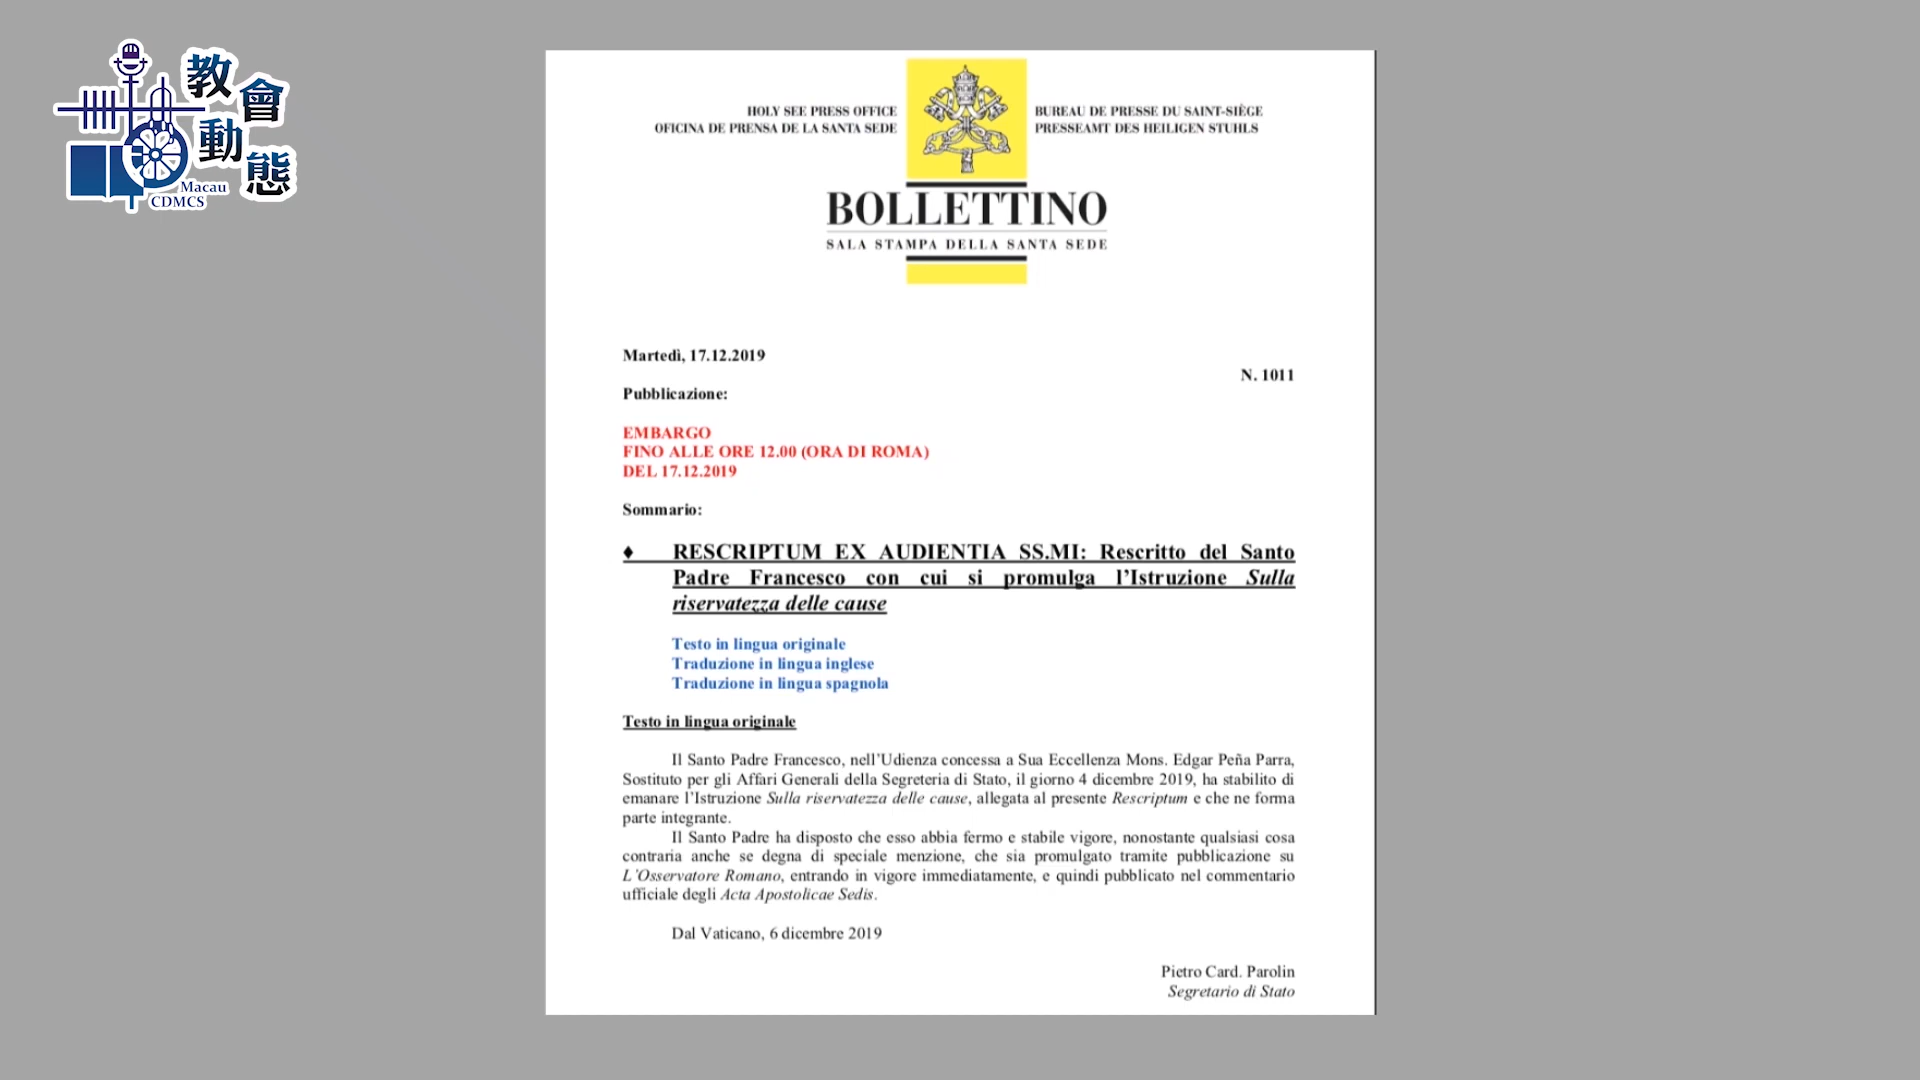 教會
動態
Macau
CDMCS
HOLY SEE PRESS OFFICE
OFICINA DE PRENSA DE LA SANTA SEDE
BUREAU DE PRESSE DU SAINT-SIÈGE
PRESSEAMT DES HEILIGEN STUHLS
BOLLETTINO
SALA STAMPA DELLA SANTA SEDE
Martedì, 17.12.2019
N. 1011
Pubblicazione:
EMBARGO
FINO ALLE ORE 12.00 (ORA DI ROMA)
DEL 17.12.2019
Sommario:
♦ RESCRIPTUM EX AUDIENTIA SS.MI: Rescritto del Santo
Padre Francesco con cui si promulga l’Istruzione Sulla
riservatezza delle cause
Testo in lingua originale
Traduzione in lingua inglese
Traduzione in lingua spagnola
Testo in lingua originale
Il Santo Padre Francesco, nell’Udienza concessa a Sua Eccellenza Mons. Edgar Peña Parra,
Sostituto per gli Affari Generali della Segreteria di Stato, il giorno 4 dicembre 2019, ha stabilito di
emanare l’Istruzione Sulla riservatezza delle cause, allegata al presente Rescriptum e che ne forma
parte integrante.
Il Santo Padre ha disposto che esso abbia fermo e stabile vigore, nonostante qualsiasi cosa
contraria anche se degna di speciale menzione, che sia promulgato tramite pubblicazione su
L’Osservatore Romano, entrando in vigore immediatamente, e quindi pubblicato nel commentario
ufficiale degli Acta Apostolicae Sedis.
Dal Vaticano, 6 dicembre 2019
Pietro Card. Parolin
Segretario di Stato